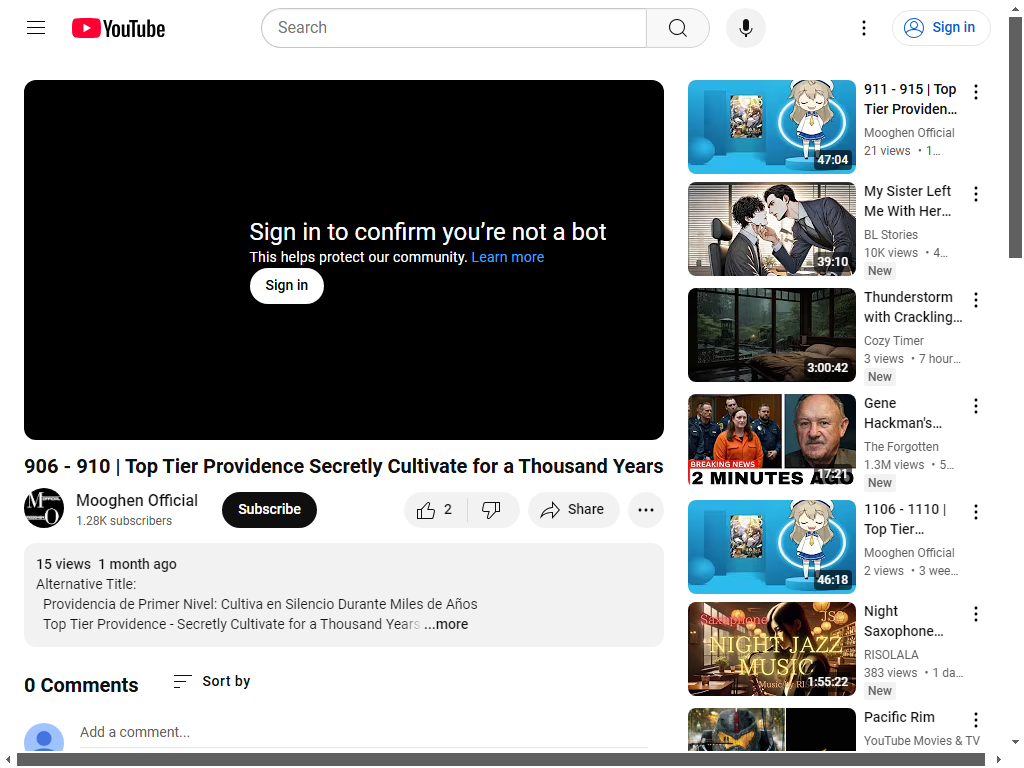 YouTube
Search
Sign in
Sign in to confirm you’re not a bot
This helps protect our community. Learn more
Sign in
906 - 910 | Top Tier Providence Secretly Cultivate for a Thousand Years
Mooghen Official
1.28K subscribers
Subscribe
2
Share
15 views 1 month ago
Alternative Title:
Providencia de Primer Nivel: Cultiva en Silencio Durante Miles de Años
Top Tier Providence - Secretly Cultivate for a Thousand Years ...more
0 Comments
Sort by
Add a comment...
47:04
911 - 915 | Top
Tier Providen...
Mooghen Official
21 views • 1...
39:10
My Sister Left
Me With Her...
BL Stories
10K views • 4...
New
3:00:42
Thunderstorm
with Crackling...
Cozy Timer
3 views • 7 hour...
New
BREAKING NEWS
2 MINUTES AGO
17:21
Gene
Hackman's...
The Forgotten
1.3M views • 5...
New
46:18
1106 - 1110 |
Top Tier...
Mooghen Official
2 views • 3 wee...
Saxophone
NIGHT JAZZ
MUSIC
1:55:22
Night
Saxophone...
RISOLALA
383 views • 1 da...
New
Pacific Rim
YouTube Movies & TV